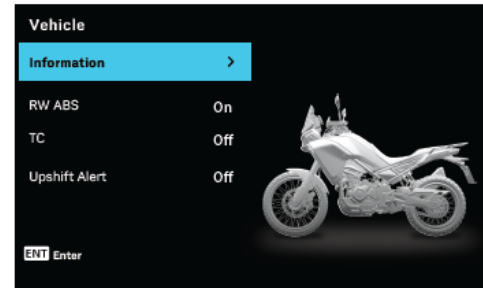 Vehicle
Information >
RW ABS On
TC Off
Upshift Alert Off
ENT Enter